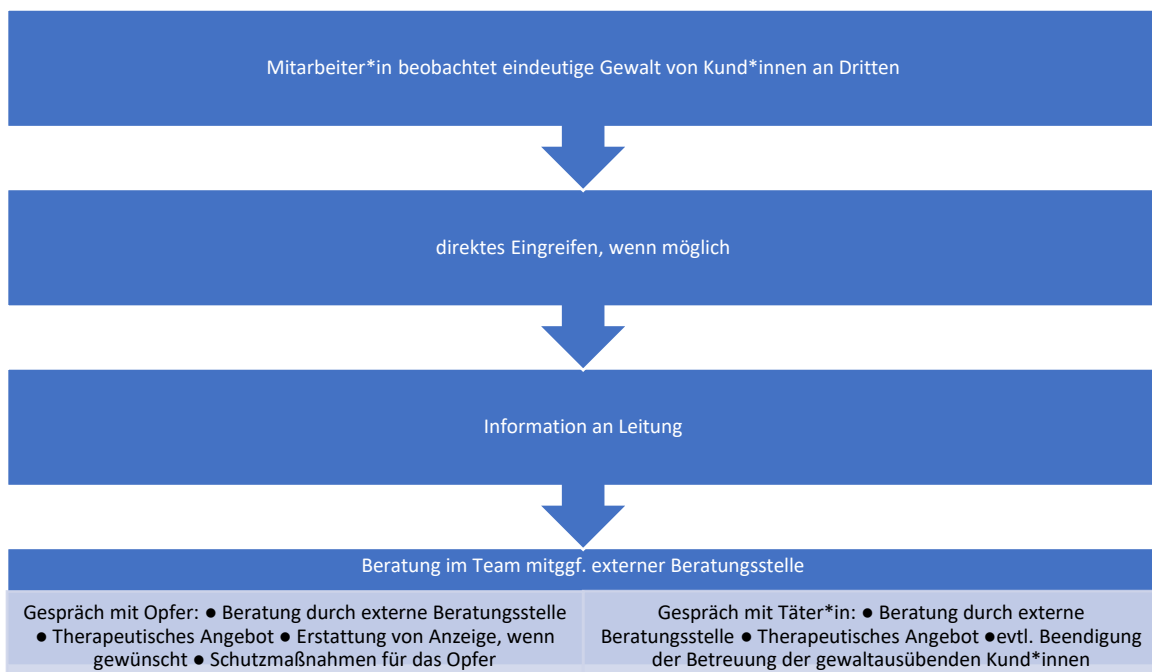 Mitarbeiter*in beobachtet eindeutige Gewalt von Kund*innen an Dritten
direktes Eingreifen, wenn möglich
Information an Leitung
Beratung im Team mitggf. externer Beratungsstelle
Gespräch mit Opfer: ● Beratung durch externe Beratungsstelle
● Therapeutisches Angebot ● Erstattung von Anzeige, wenn
gewünscht ● Schutzmaßnahmen für das Opfer
Gespräch mit Täter*in: ● Beratung durch externe
Beratungsstelle ● Therapeutisches Angebot ●evtl. Beendigung
der Betreuung der gewaltausübenden Kund*innen